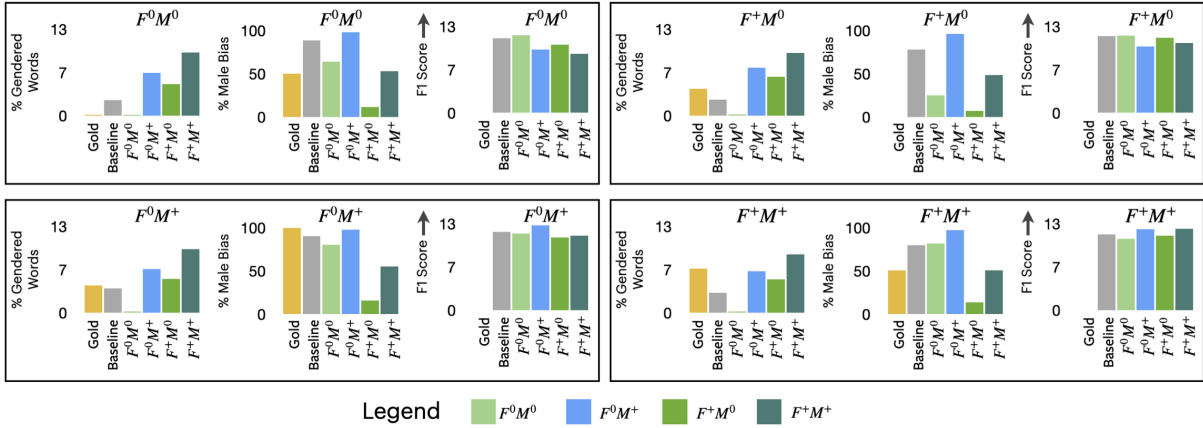 F⁰M⁰
% Gendered
Words
13
7
0
Gold
Baseline
F⁰M⁰
F⁰M⁺
F⁺M⁰
F⁺M⁺
F⁰M⁰
% Male Bias
100
50
0
Gold
Baseline
F⁰M⁰
F⁰M⁺
F⁺M⁰
F⁺M⁺
F⁰M⁰
F1 Score
13
7
0
Gold
Baseline
F⁰M⁰
F⁰M⁺
F⁺M⁰
F⁺M⁺
F⁺M⁰
% Gendered
Words
13
7
0
Gold
Baseline
F⁰M⁰
F⁰M⁺
F⁺M⁰
F⁺M⁺
F⁺M⁰
% Male Bias
100
50
0
Gold
Baseline
F⁰M⁰
F⁰M⁺
F⁺M⁰
F⁺M⁺
F⁺M⁰
F1 Score
13
7
0
Gold
Baseline
F⁰M⁰
F⁰M⁺
F⁺M⁰
F⁺M⁺
F⁰M⁺
% Gendered
Words
13
7
0
Gold
Baseline
F⁰M⁰
F⁰M⁺
F⁺M⁰
F⁺M⁺
F⁰M⁺
% Male Bias
100
50
0
Gold
Baseline
F⁰M⁰
F⁰M⁺
F⁺M⁰
F⁺M⁺
F⁰M⁺
F1 Score
13
7
0
Gold
Baseline
F⁰M⁰
F⁰M⁺
F⁺M⁰
F⁺M⁺
F⁺M⁺
% Gendered
Words
13
7
0
Gold
Baseline
F⁰M⁰
F⁰M⁺
F⁺M⁰
F⁺M⁺
F⁺M⁺
% Male Bias
100
50
0
Gold
Baseline
F⁰M⁰
F⁰M⁺
F⁺M⁰
F⁺M⁺
F⁺M⁺
F1 Score
13
7
0
Gold
Baseline
F⁰M⁰
F⁰M⁺
F⁺M⁰
F⁺M⁺
Legend F⁰M⁰ F⁰M⁺ F⁺M⁰ F⁺M⁺